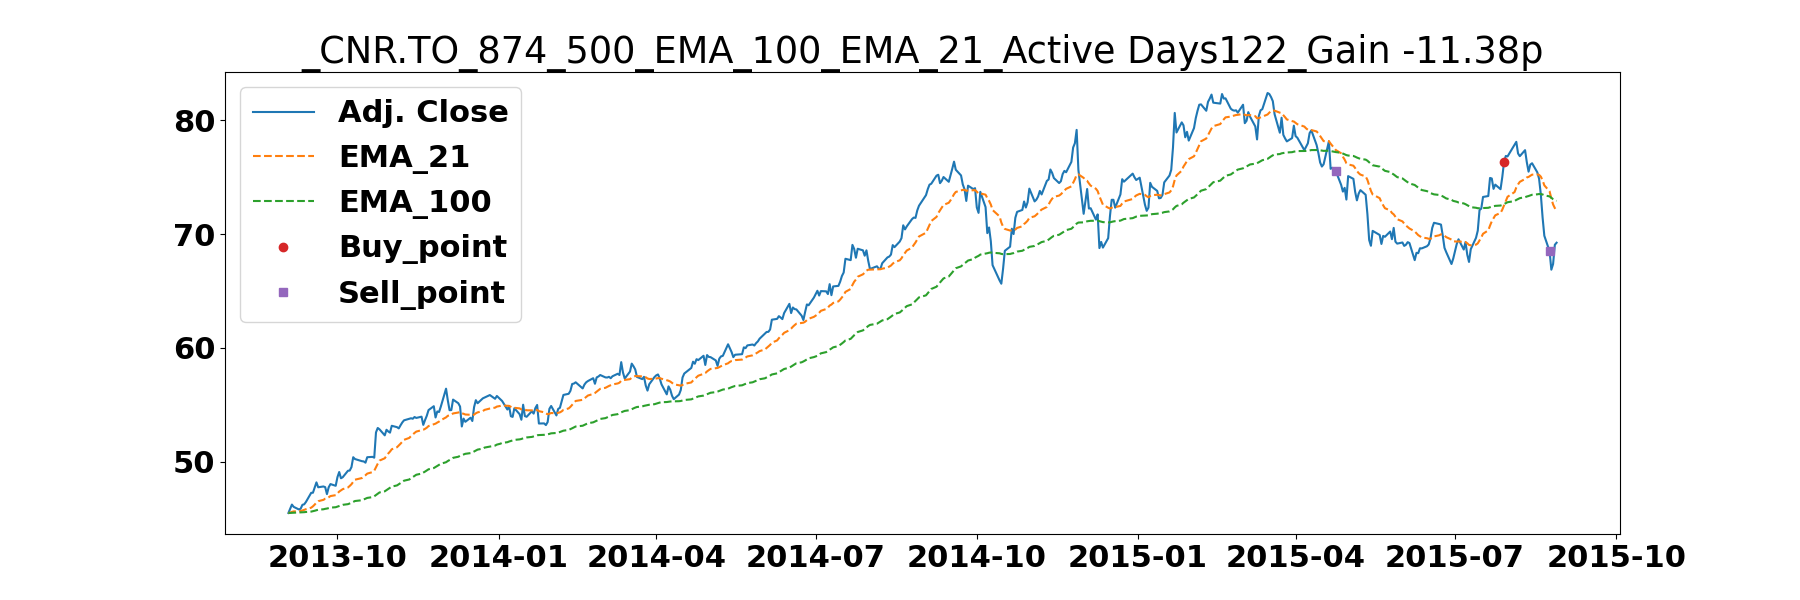 _CNR.TO_874_500_EMA_100_EMA_21_Active Days122_Gain -11.38p
Adj. Close
EMA_21
EMA_100
Buy_point
Sell_point
80
70
60
50
2013-10 2014-01 2014-04 2014-07 2014-10 2015-01 2015-04 2015-07 2015-10